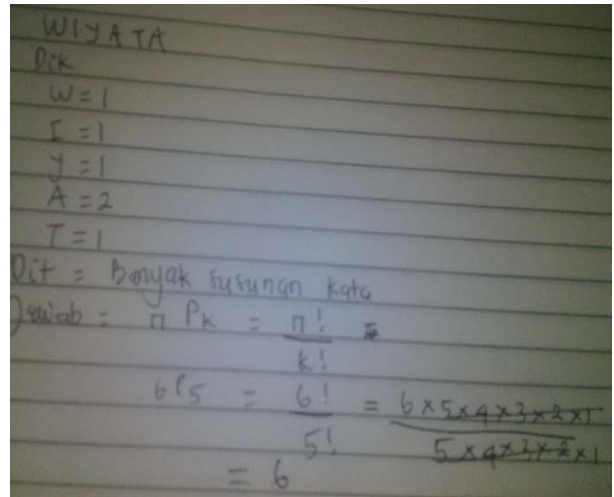 WIYATA
Dik
W = 1
I = 1
y = 1
A = 2
T = 1
Dit = Banyak susunan kata
Jawab = n Pk = n! =
k!
6P5 = 6! = 6 x 5 x 4 x 3 x 2 x 1
5! 5 x 4 x 3 x 2 x 1
= 6